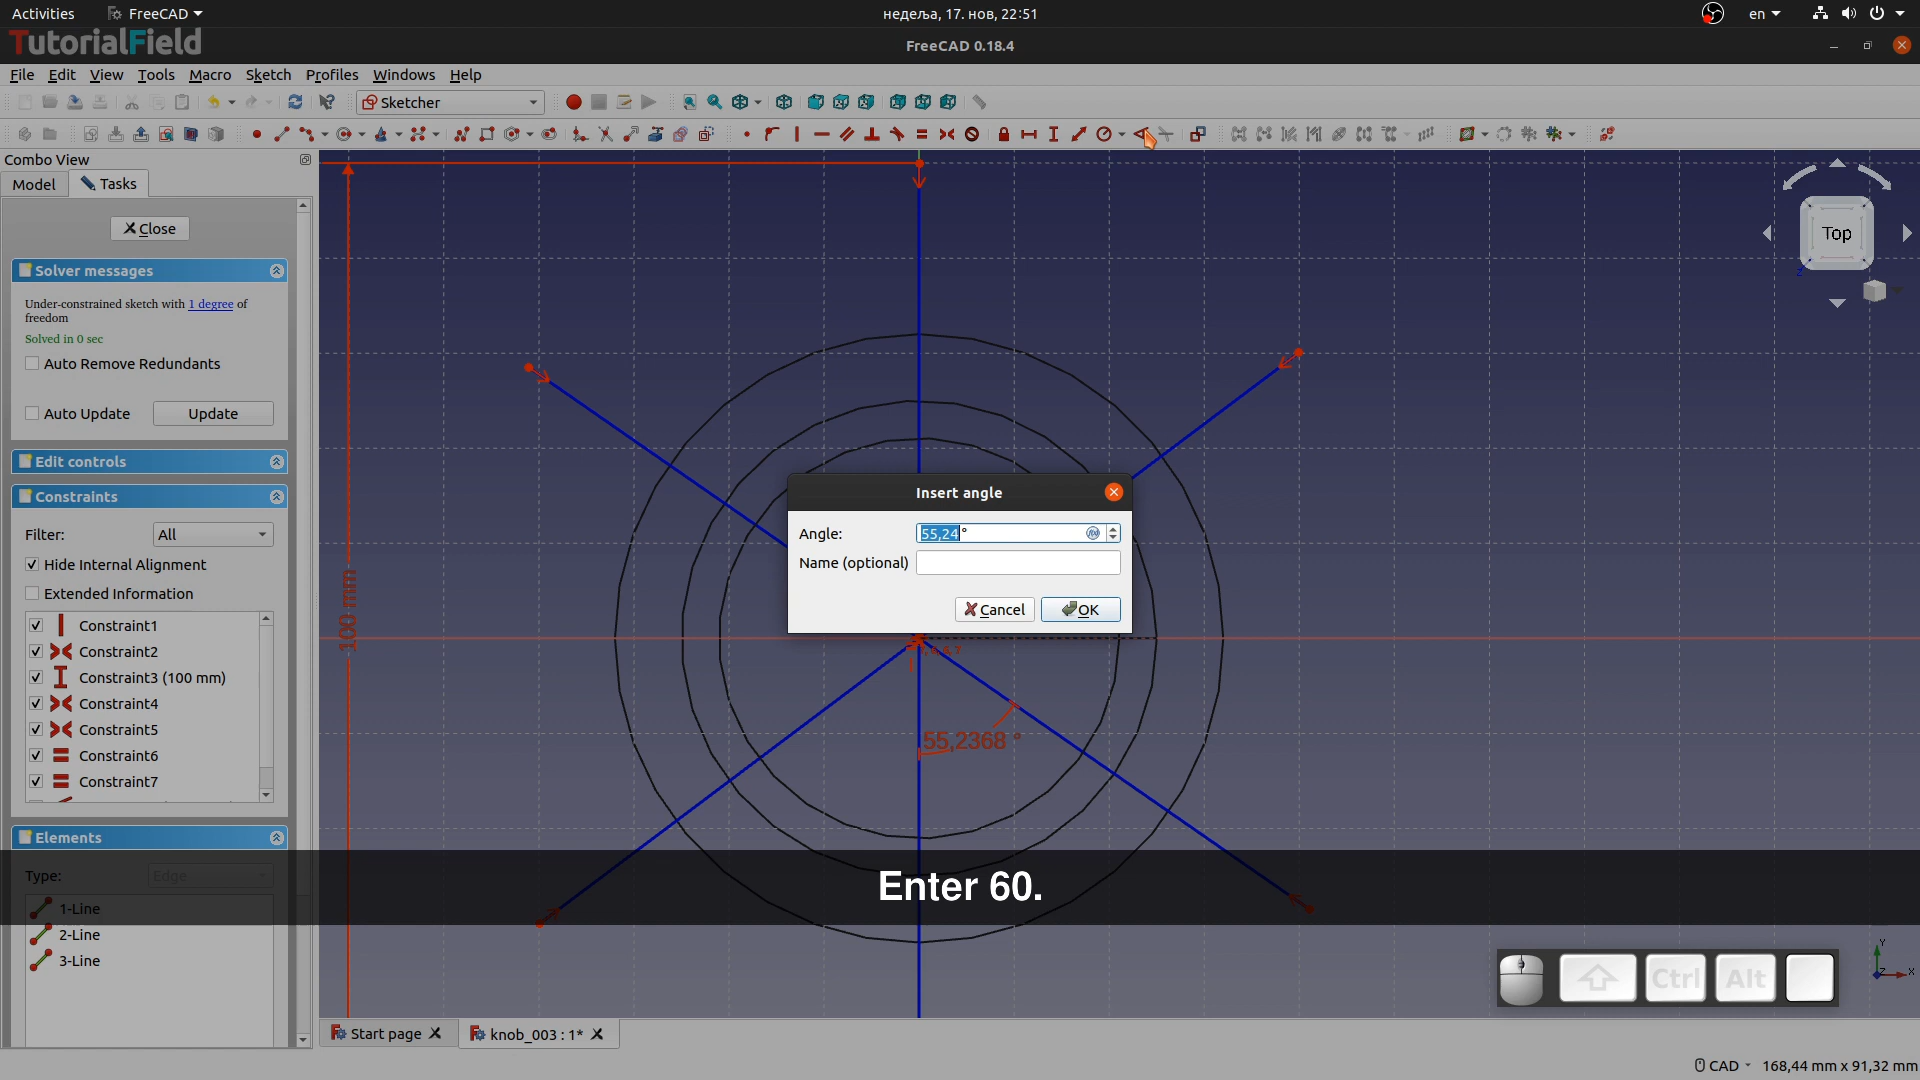 Activities
FreeCAD
недеља, 17. нов, 22:51
en
TutorialField
FreeCAD 0.18.4
File Edit View Tools Macro Sketch Profiles Windows Help
Sketcher
Combo View
Model
Tasks
Close
Solver messages
Under-constrained sketch with 1 degree of
freedom
Solved in 0 sec
Auto Remove Redundants
Auto Update
Update
Edit controls
Constraints
Filter:
All
Hide Internal Alignment
Extended Information
Constraint1
Constraint2
Constraint3 (100 mm)
Constraint4
Constraint5
Constraint6
Constraint7
Elements
Type:
Edge
1-Line
2-Line
3-Line
100 mm
Top
Z
Insert angle
Angle:
55,24 °
Name (optional)
Cancel
OK
55,2368 °
Enter 60.
Ctrl
Alt
Y
Z
X
Start page
knob_003 : 1*
CAD
168,44 mm x 91,32 mm